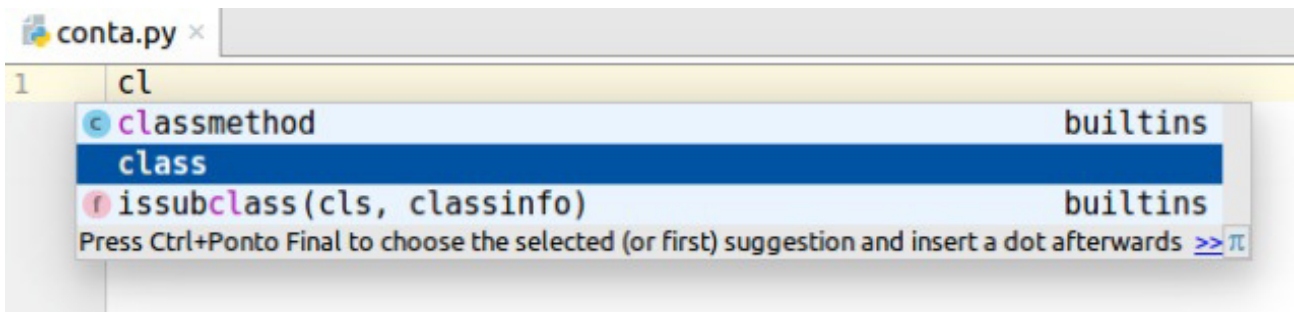 conta.py ×
1 cl
c classmethod builtins
class
f issubclass(cls, classinfo) builtins
Press Ctrl+Ponto Final to choose the selected (or first) suggestion and insert a dot afterwards >> π